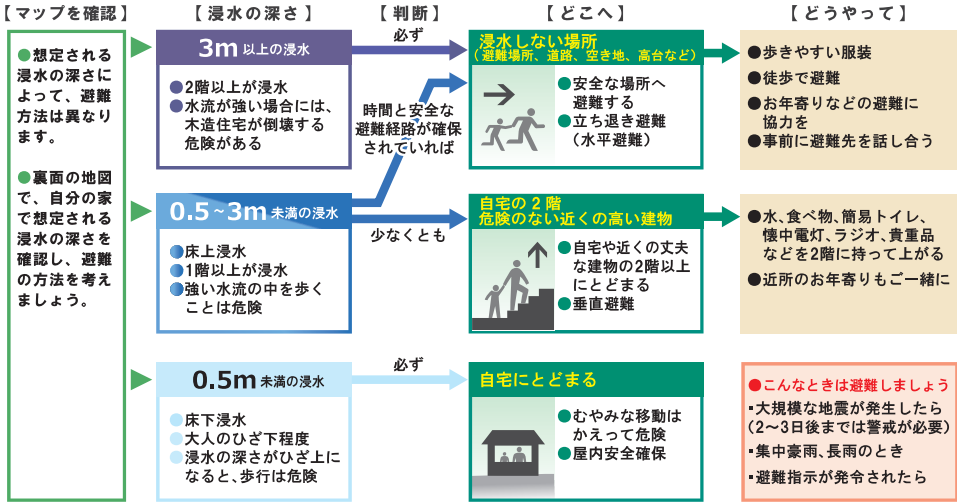 【マップを確認】
【浸水の深さ】
【判断】
【どこへ】
【どうやって】
●想定される
浸水の深さに
よって、避難
方法は異なり
ます。
●裏面の地図
で、自分の家
で想定される
浸水の深さを
確認し、避難
の方法を考え
ましょう。
3m以上の浸水
●2階以上が浸水
●水流が強い場合には、
木造住宅が倒壊する
危険がある
必ず
時間と安全な
避難経路が確保
されていれば
浸水しない場所
（避難場所、道路、空き地、高台など）
●安全な場所へ
避難する
●立ち退き避難
（水平避難）
●歩きやすい服装
●徒歩で避難
●お年寄りなどの避難に
協力を
●事前に避難先を話し合う
0.5~3m未満の浸水
●床上浸水
●1階以上が浸水
●強い水流の中を歩く
ことは危険
少なくとも
自宅の2階
危険のない近くの高い建物
●自宅や近くの丈夫
な建物の2階以上
にとどまる
●垂直避難
●水、食べ物、簡易トイレ、
懐中電灯、ラジオ、貴重品
などを2階に持って上がる
●近所のお年寄りもご一緒に
0.5m未満の浸水
●床下浸水
●大人のひざ下程度
●浸水の深さがひざ上に
なると、歩行は危険
必ず
自宅にとどまる
●むやみな移動は
かえって危険
●屋内安全確保
●こんなときは避難しましょう
▪大規模な地震が発生したら
（2～3日後までは警戒が必要）
▪集中豪雨、長雨のとき
▪避難指示が発令されたら